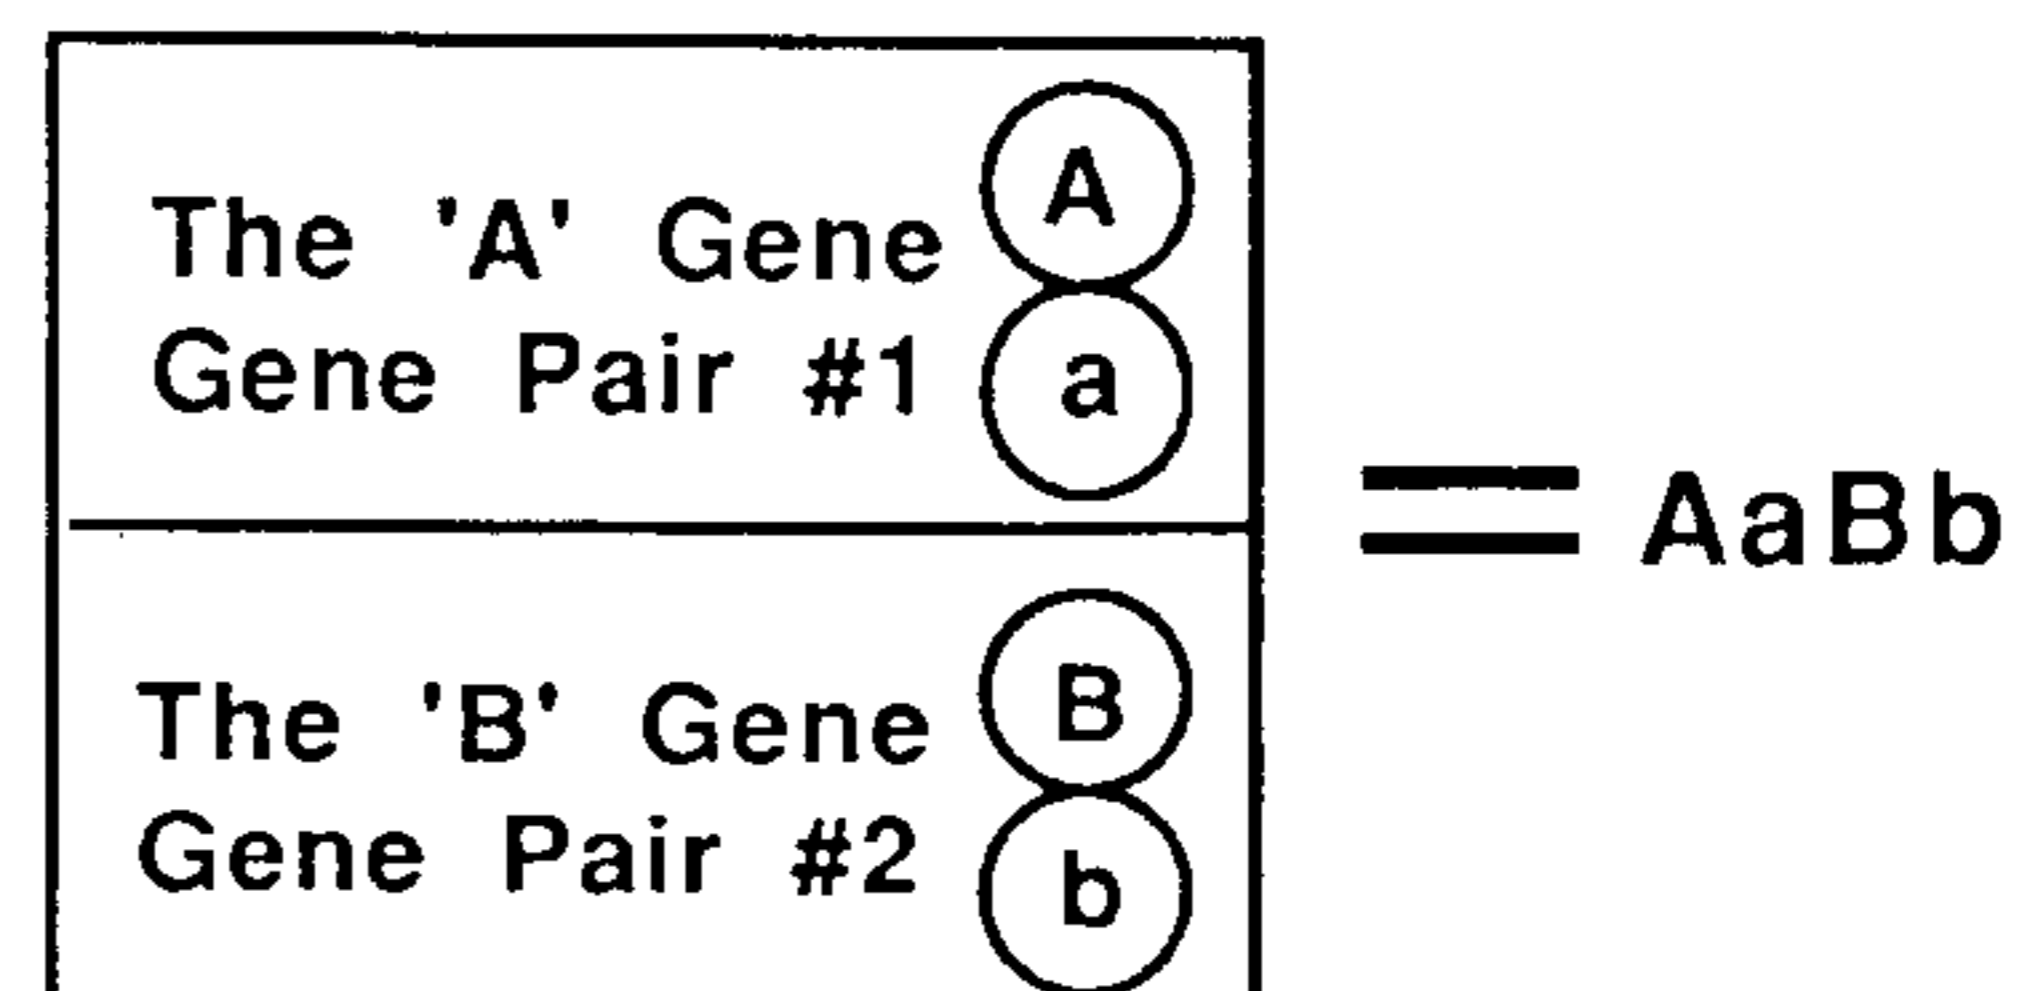 The 'A' Gene
Gene Pair #1
A
a
= AaBb
The 'B' Gene
Gene Pair #2
B
b